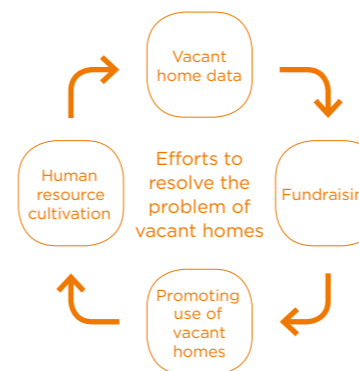 Vacant
home data
Human
resource
cultivation
Efforts to
resolve the
problem of
vacant homes
Fundraisin
Promoting
use of
vacant
homes